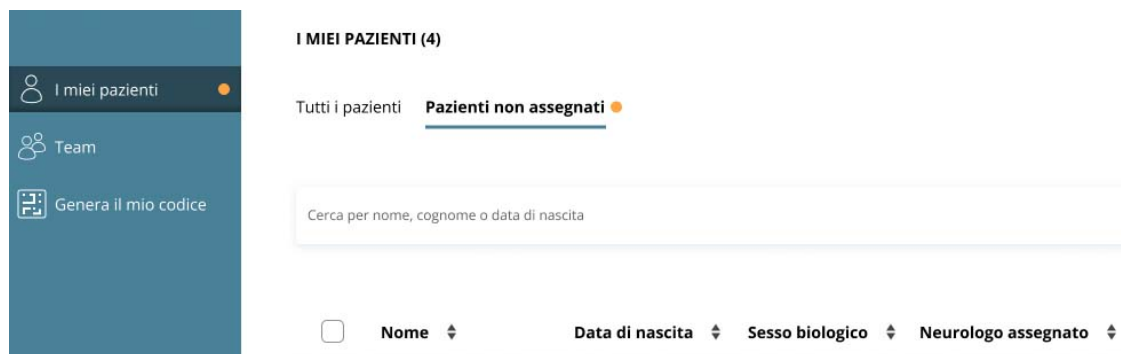 I MIEI PAZIENTI (4)
I miei pazienti
Team
Genera il mio codice
Tutti i pazienti Pazienti non assegnati
Cerca per nome, cognome o data di nascita
Nome Data di nascita Sesso biologico Neurologo assegnato